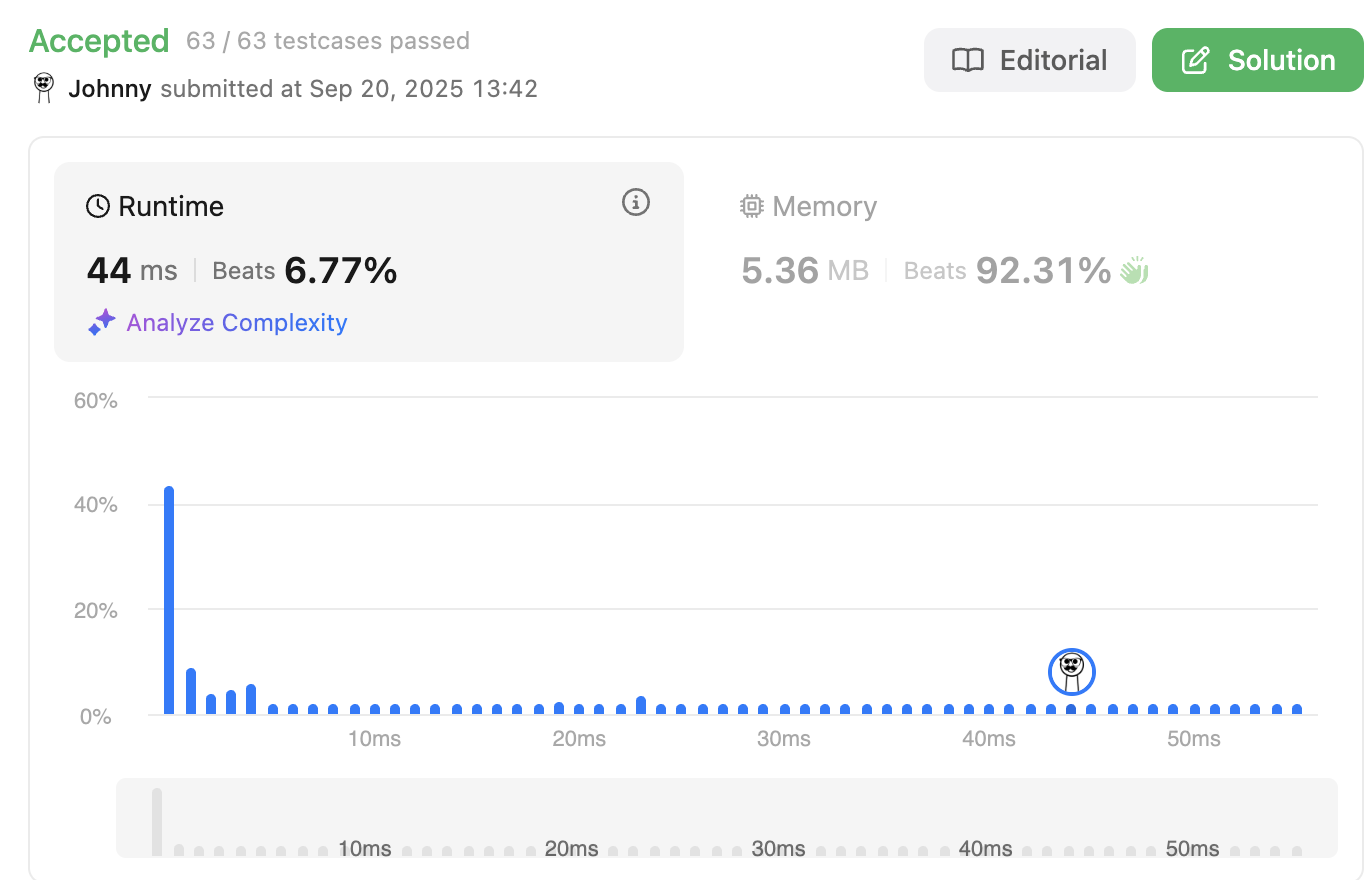 Accepted 63 / 63 testcases passed
Johnny submitted at Sep 20, 2025 13:42
Editorial
Solution
Runtime
44 ms Beats 6.77%
Analyze Complexity
Memory
5.36 MB Beats 92.31%
60%
40%
20%
0%
10ms 20ms 30ms 40ms 50ms
10ms 20ms 30ms 40ms 50ms